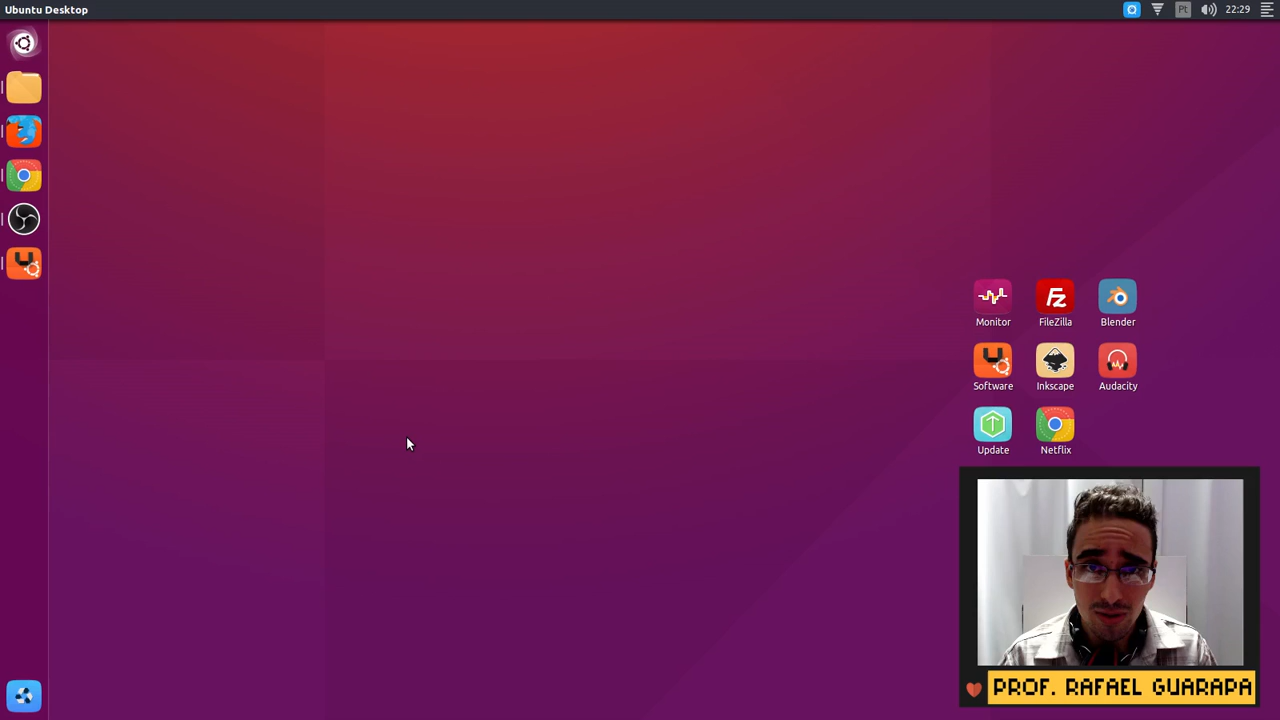 Ubuntu Desktop
Pt
22:29
Monitor
FileZilla
Blender
Software
Inkscape
Audacity
Update
Netflix
PROF. RAFAEL GUARAPA